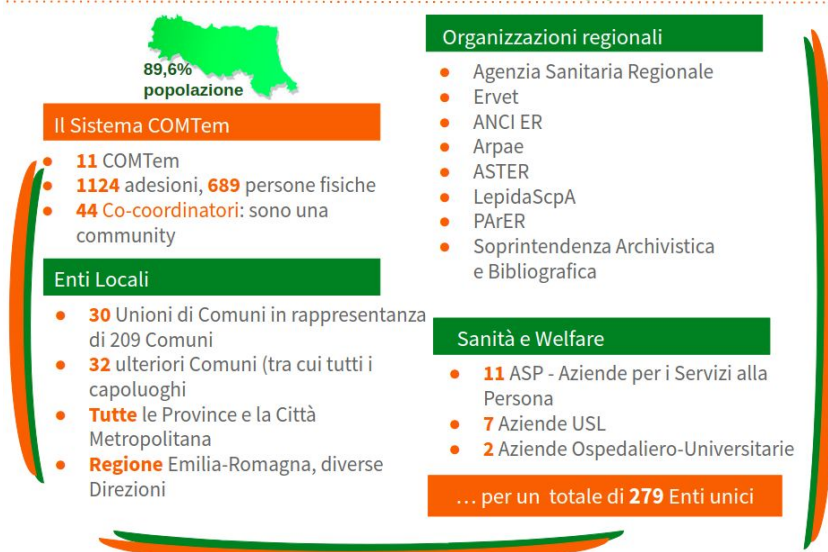 89,6%
popolazione
Il Sistema COMTem
● 11 COMTem
● 1124 adesioni, 689 persone fisiche
● 44 Co-coordinatori: sono una
community
Enti Locali
● 30 Unioni di Comuni in rappresentanza
di 209 Comuni
● 32 ulteriori Comuni (tra cui tutti i
capoluoghi
● Tutte le Province e la Città
Metropolitana
● Regione Emilia-Romagna, diverse
Direzioni
Organizzazioni regionali
● Agenzia Sanitaria Regionale
● Ervet
● ANCI ER
● Arpae
● ASTER
● LepidaScpA
● PArER
● Soprintendenza Archivistica
e Bibliografica
Sanità e Welfare
● 11 ASP - Aziende per i Servizi alla
Persona
● 7 Aziende USL
● 2 Aziende Ospedaliero-Universitarie
… per un totale di 279 Enti unici